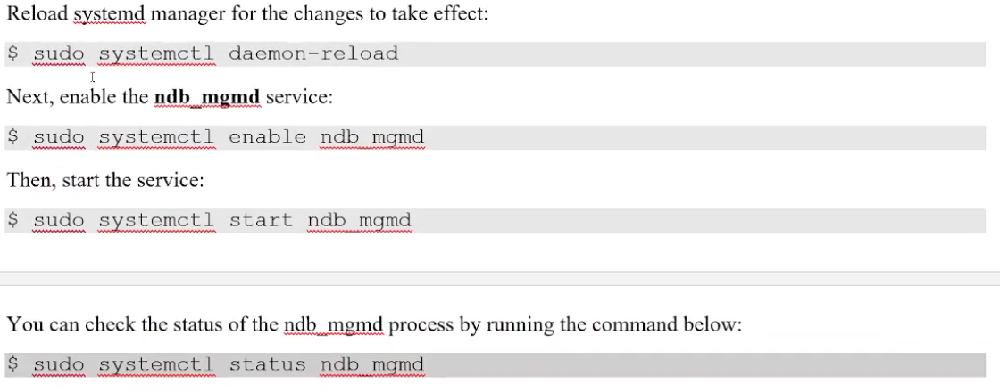 Reload systemd manager for the changes to take effect:
$ sudo systemctl daemon-reload
Next, enable the ndb_mgmd service:
$ sudo systemctl enable ndb_mgmd
Then, start the service:
$ sudo systemctl start ndb_mgmd
You can check the status of the ndb_mgmd process by running the command below:
$ sudo systemctl status ndb_mgmd